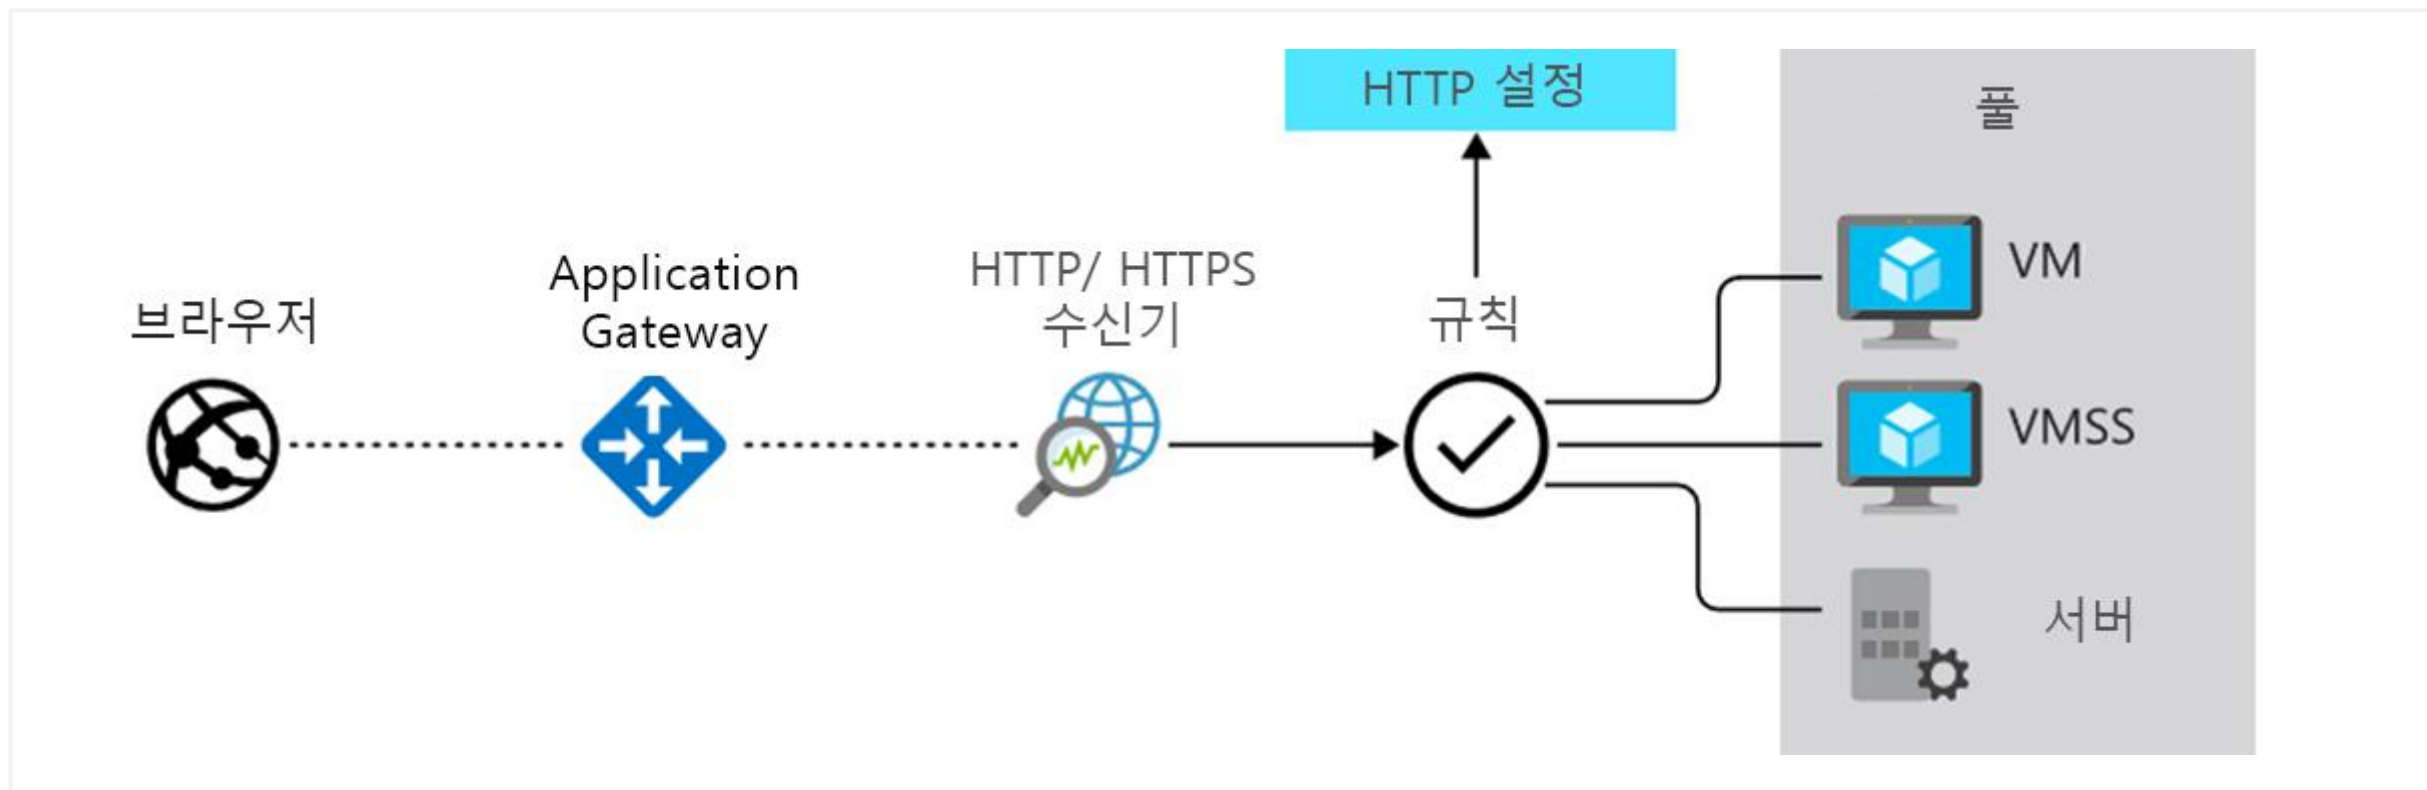 브라우저
Application
Gateway
HTTP/ HTTPS
수신기
규칙
HTTP 설정
풀
VM
VMSS
서버